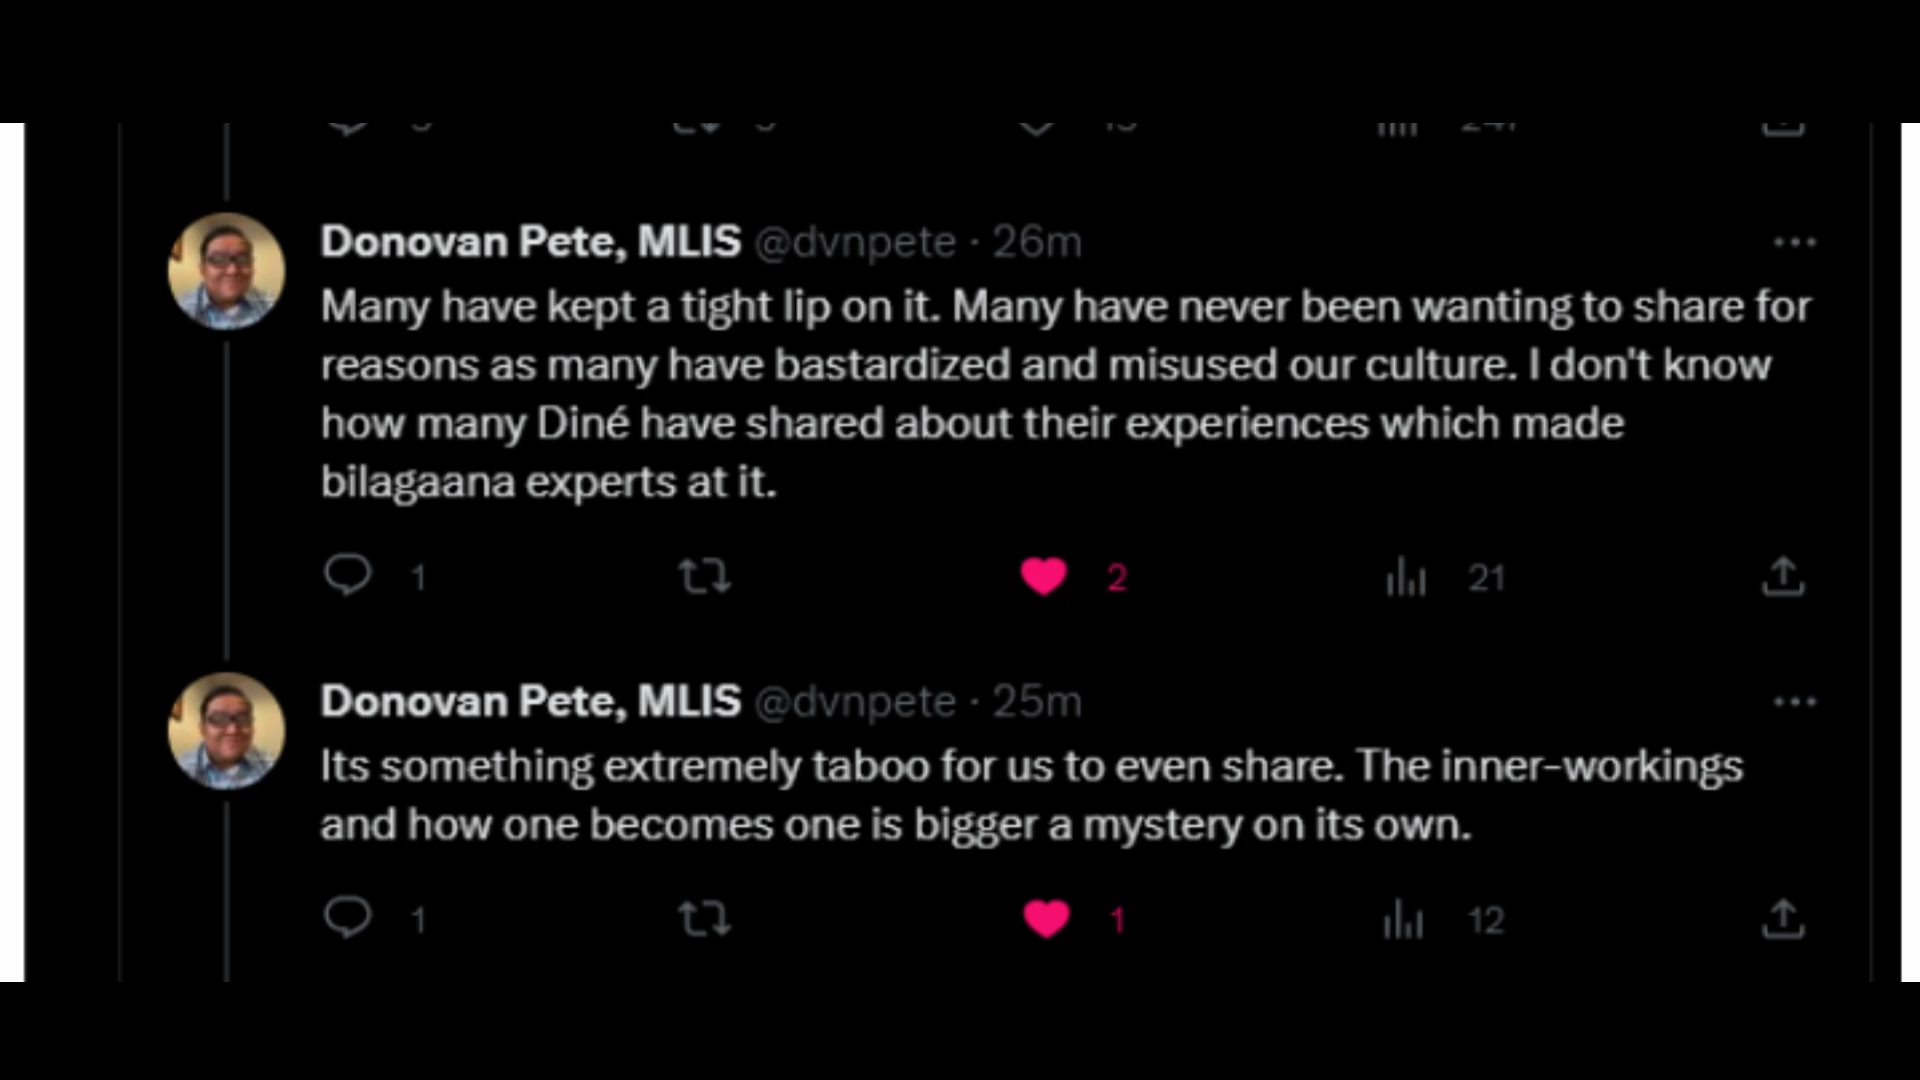 Donovan Pete, MLIS @dvnpete · 26m
Many have kept a tight lip on it. Many have never been wanting to share for
reasons as many have bastardized and misused our culture. I don't know
how many Diné have shared about their experiences which made
bilagaana experts at it.
1 2 21
Donovan Pete, MLIS @dvnpete · 25m
Its something extremely taboo for us to even share. The inner-workings
and how one becomes one is bigger a mystery on its own.
1 1 12